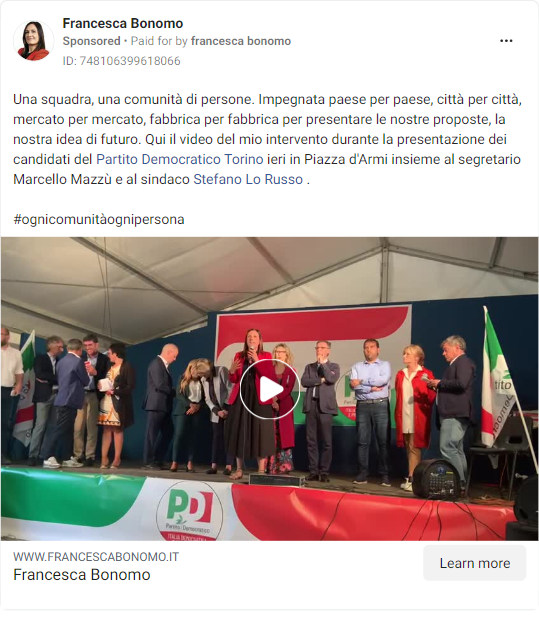 Francesca Bonomo
Sponsored • Paid for by francesca bonomo
ID: 748106399618066
Una squadra, una comunità di persone. Impegnata paese per paese, città per città,
mercato per mercato, fabbrica per fabbrica per presentare le nostre proposte, la
nostra idea di futuro. Qui il video del mio intervento durante la presentazione dei
candidati del Partito Democratico Torino ieri in Piazza d'Armi insieme al segretario
Marcello Mazzù e al sindaco Stefano Lo Russo .
#ognicomunitàognipersona
PD
PD
Partito Democratico
ITALIA DEMOCRATICA
WWW.FRANCESCABONOMO.IT
Francesca Bonomo
Learn more